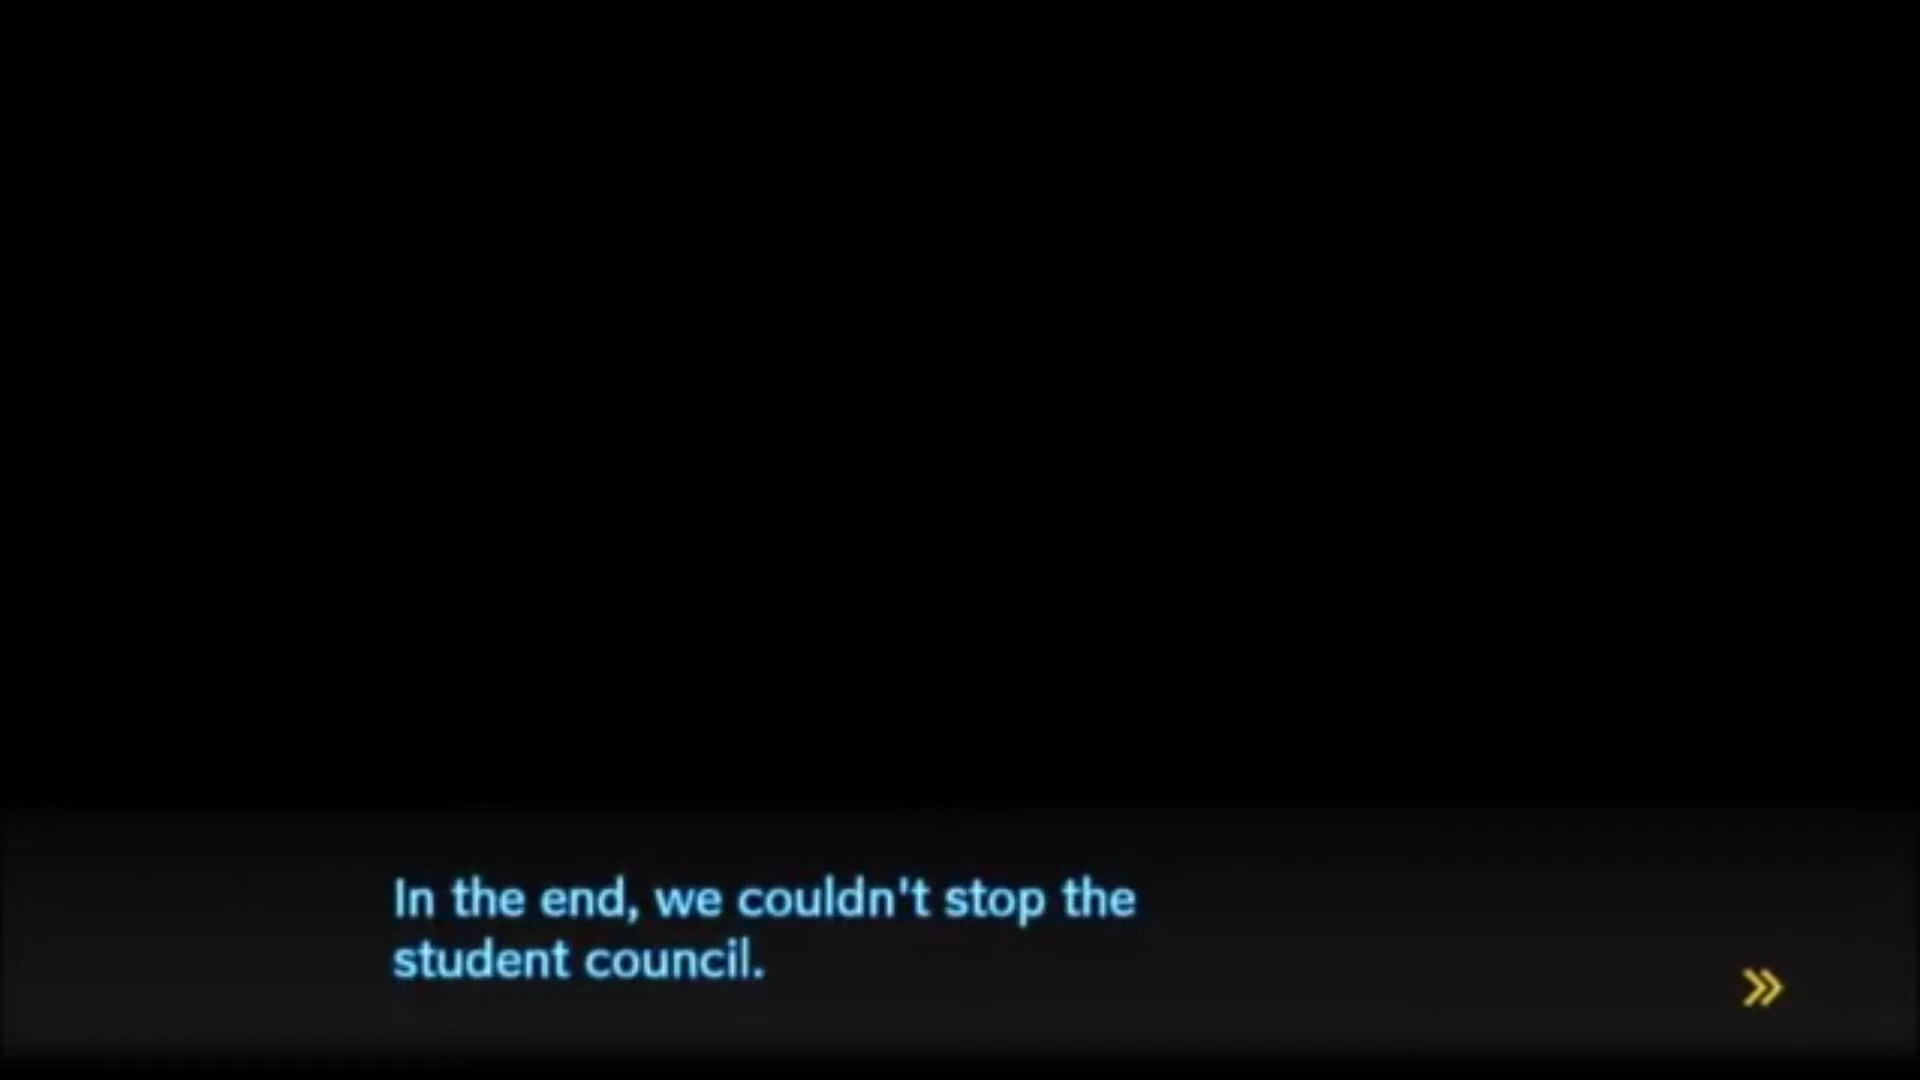 In the end, we couldn't stop the
student council.